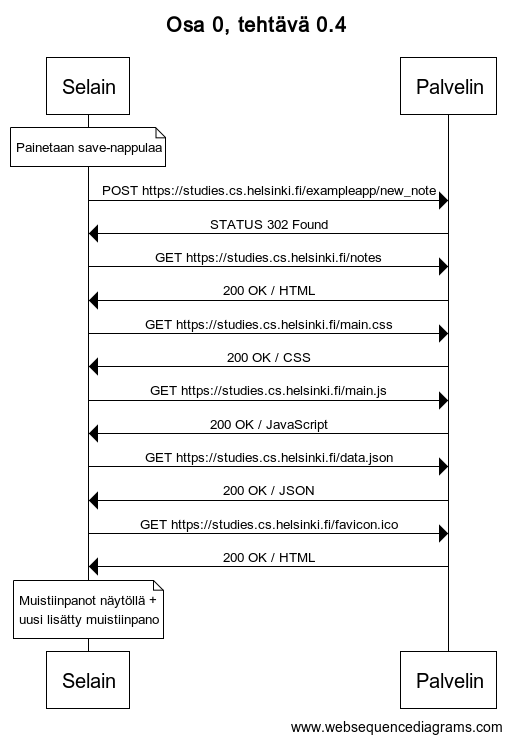 Osa 0, tehtävä 0.4
Selain
Palvelin
Painetaan save-nappulaa
POST https://studies.cs.helsinki.fi/exampleapp/new_note
STATUS 302 Found
GET https://studies.cs.helsinki.fi/notes
200 OK / HTML
GET https://studies.cs.helsinki.fi/main.css
200 OK / CSS
GET https://studies.cs.helsinki.fi/main.js
200 OK / JavaScript
GET https://studies.cs.helsinki.fi/data.json
200 OK / JSON
GET https://studies.cs.helsinki.fi/favicon.ico
200 OK / HTML
Muistiinpanot näytöllä +
uusi lisätty muistiinpano
Selain
Palvelin
www.websequencediagrams.com